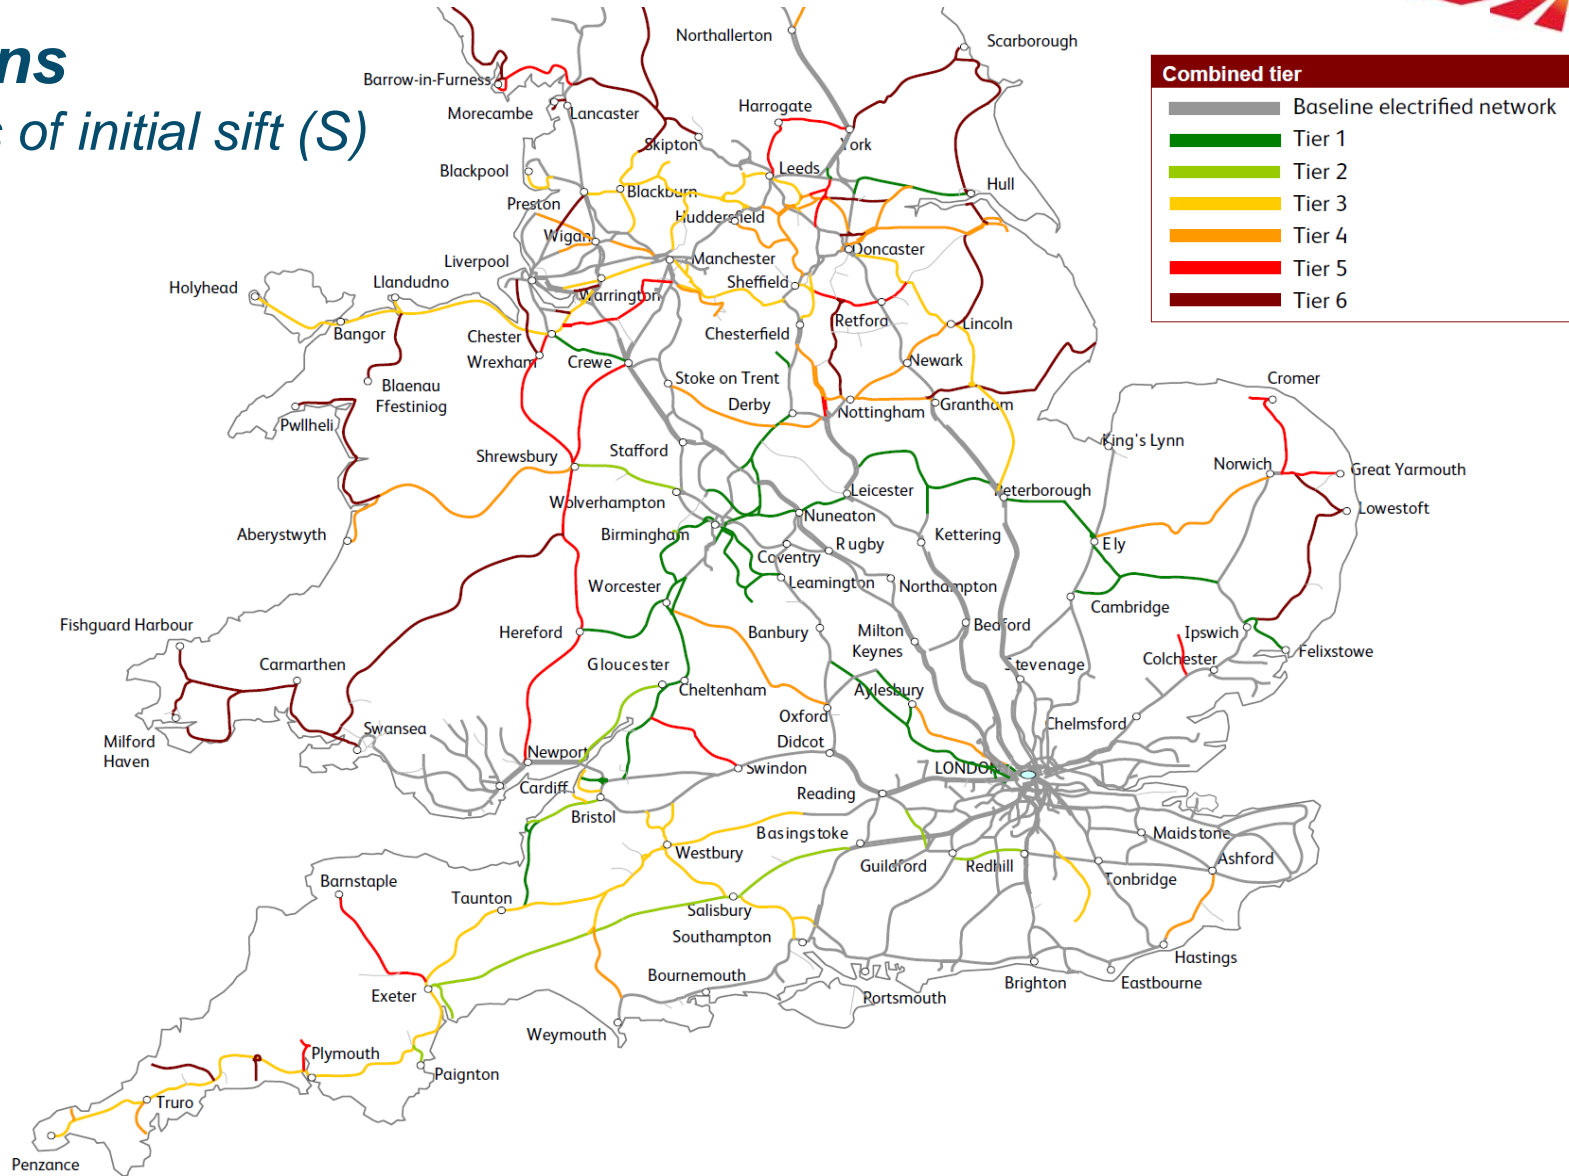 ns
s of initial sift (S)
Combined tier
Baseline electrified network
Tier 1
Tier 2
Tier 3
Tier 4
Tier 5
Tier 6
Northallerton
Scarborough
Barrow-in-Furness
Morecambe
Lancaster
Harrogate
Skipton
York
Blackpool
Leeds
Blackburn
Hull
Preston
Huddersfield
Wigan
Doncaster
Liverpool
Manchester
Holyhead
Llandudno
Sheffield
Warrington
Bangor
Chester
Chesterfield
Retford
Lincoln
Wrexham
Crewe
Newark
Blaenau
Ffestiniog
Stoke on Trent
Cromer
Pwllheli
Derby
Nottingham
Grantham
King's Lynn
Shrewsbury
Stafford
Norwich
Great Yarmouth
Wolverhampton
Leicester
Peterborough
Lowestoft
Aberystwyth
Birmingham
Nuneaton
Kettering
Ely
Coventry
Rugby
Worcester
Leamington
Northampton
Cambridge
Fishguard Harbour
Hereford
Banbury
Milton
Keynes
Bedford
Ipswich
Carmarthen
Gloucester
Stevenage
Colchester
Felixstowe
Cheltenham
Aylesbury
Milford
Haven
Swansea
Oxford
Chelmsford
Newport
Didcot
Cardiff
Swindon
LONDON
Reading
Bristol
Basingstoke
Maidstone
Westbury
Guildford
Redhill
Ashford
Barnstaple
Tonbridge
Taunton
Salisbury
Southampton
Hastings
Exeter
Bournemouth
Portsmouth
Brighton
Eastbourne
Weymouth
Plymouth
Paignton
Truro
Penzance